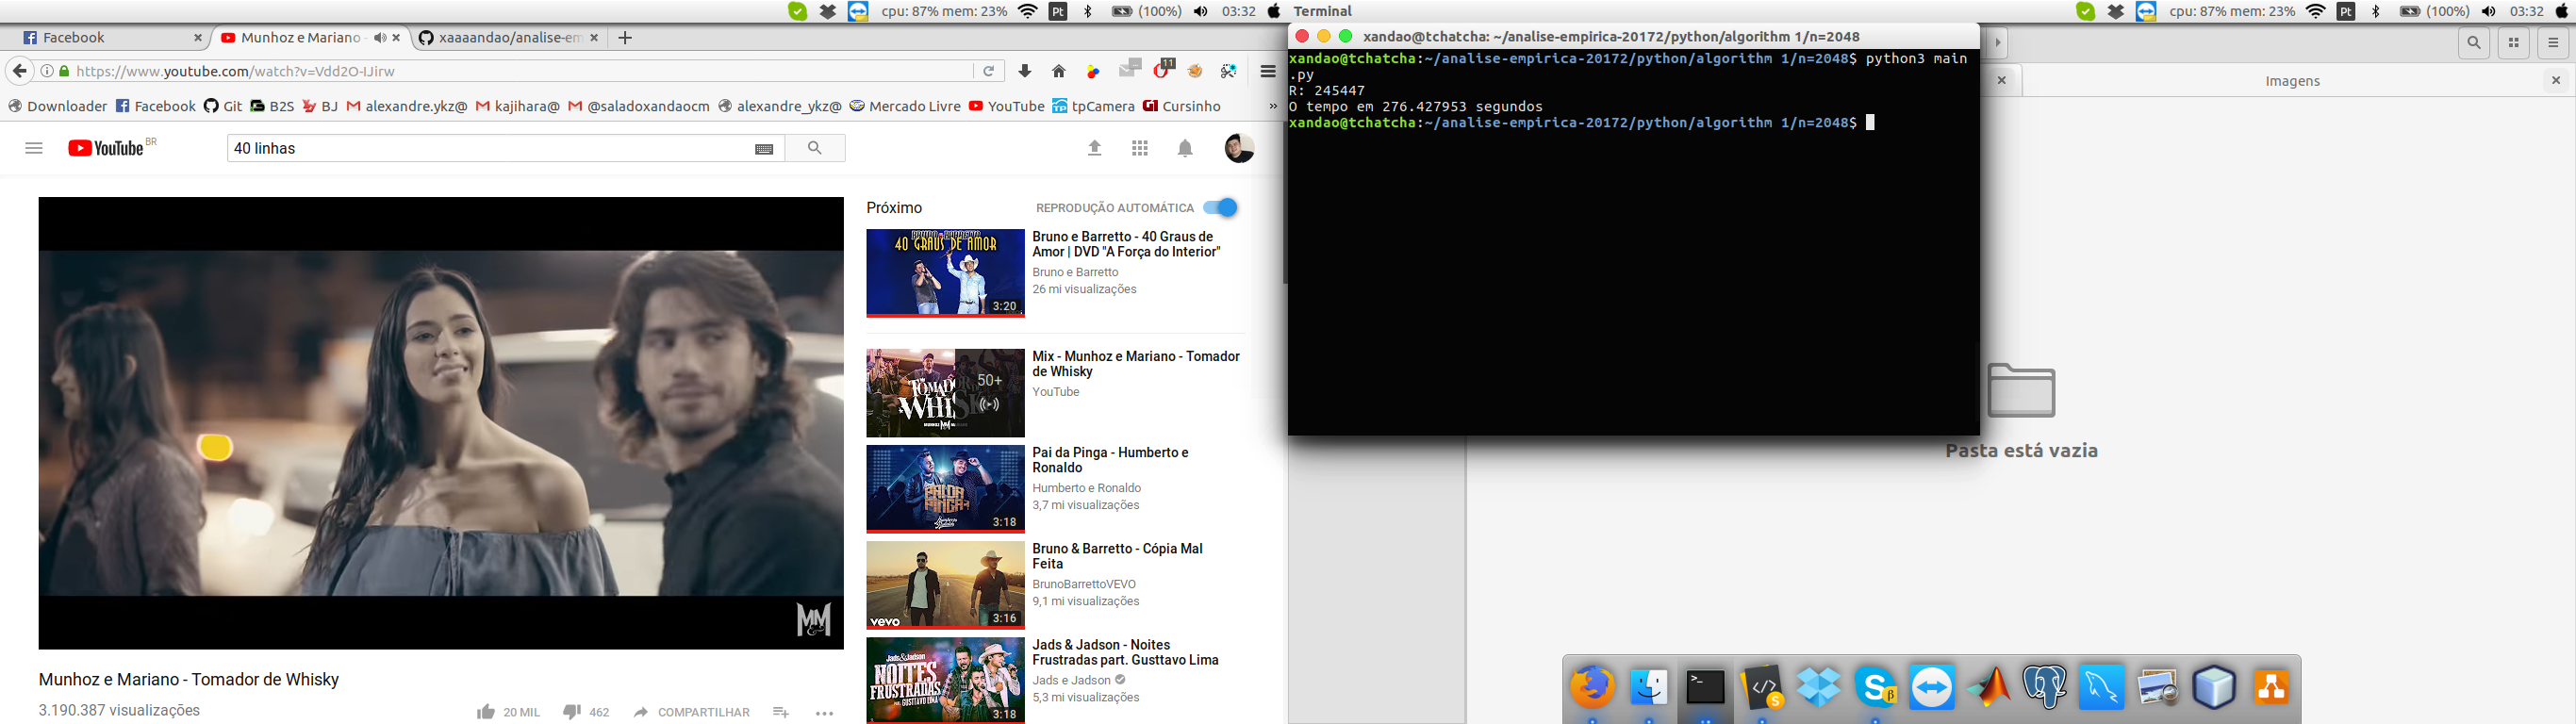 cpu: 87% mem: 23% Pt (100%) 03:32
Terminal
cpu: 87% mem: 23% Pt (100%) 03:32
Facebook
Munhoz e Mariano -
xaaaandao/analise-em
https://www.youtube.com/watch?v=Vdd2O-IJirw
11
Downloader Facebook Git B2S BJ alexandre.ykz@ kajihara@ @saladoxandaocm alexandre_ykz@ Mercado Livre YouTube tpCamera Cursinho »
YouTube BR
40 linhas
Munhoz e Mariano - Tomador de Whisky
3.190.387 visualizações
20 MIL 462 COMPARTILHAR
Próximo
REPRODUÇÃO AUTOMÁTICA
40 GRAUS DE AMOR
3:20
Bruno e Barretto - 40 Graus de
Amor | DVD "A Força do Interior"
Bruno e Barretto
26 mi visualizações
50+
Mix - Munhoz e Mariano - Tomador
de Whisky
YouTube
PAI DA
PINGA
3:18
Pai da Pinga - Humberto e
Ronaldo
Humberto e Ronaldo
3,7 mi visualizações
vevo
3:16
Bruno & Barretto - Cópia Mal
Feita
BrunoBarrettoVEVO
9,1 mi visualizações
Jads & Jadson
NOITES
FRUSTRADAS
3:18
Jads & Jadson - Noites
Frustradas part. Gusttavo Lima
Jads e Jadson
5,3 mi visualizações
xandao@tchatcha: ~/analise-empirica-20172/python/algorithm 1/n=2048
xandao@tchatcha:~/analise-empirica-20172/python/algorithm 1/n=2048$ python3 main
.py
R: 245447
O tempo em 276.427953 segundos
xandao@tchatcha:~/analise-empirica-20172/python/algorithm 1/n=2048$
Imagens
Pasta está vazia